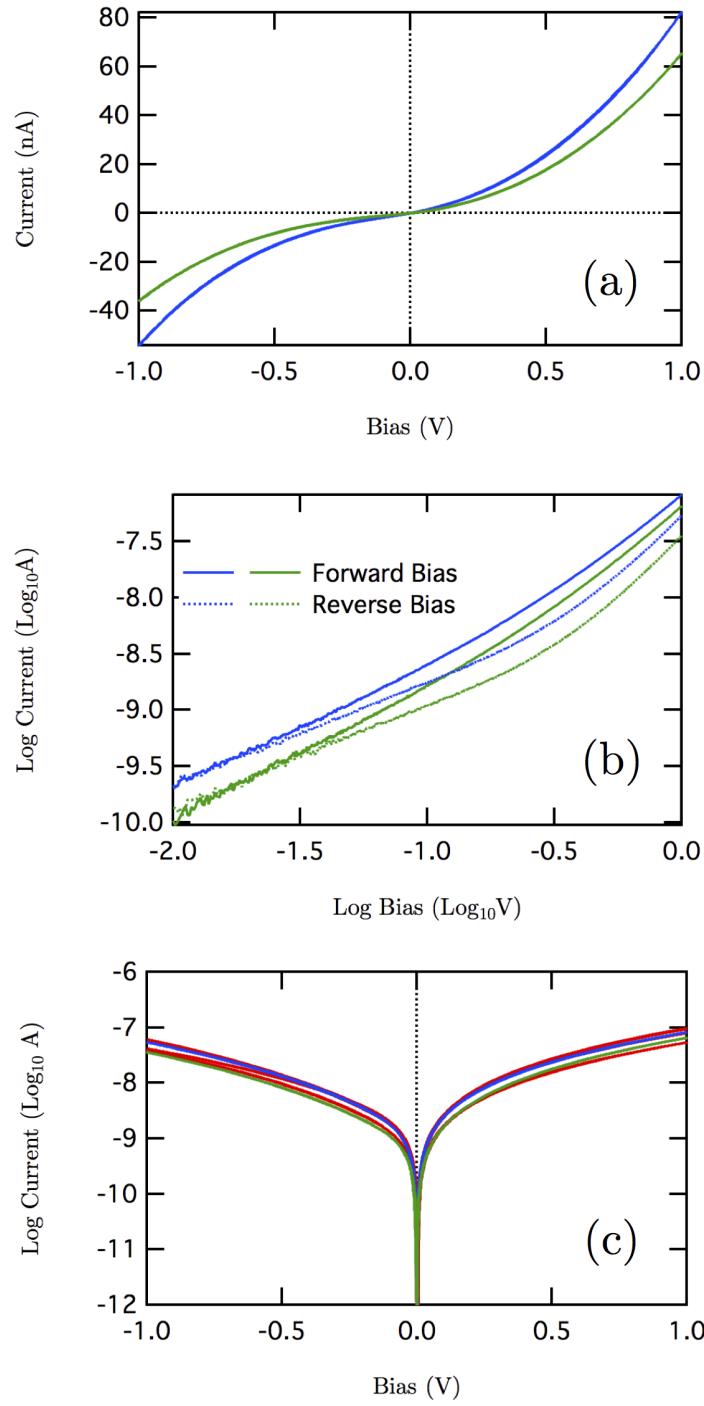 80
60
40
20
0
-20
-40
Current (nA)
(a)
-1.0 -0.5 0.0 0.5 1.0
Bias (V)
-7.5
-8.0
-8.5
-9.0
-9.5
-10.0
Log Current (Log₁₀A)
Forward Bias
Reverse Bias
(b)
-2.0 -1.5 -1.0 -0.5 0.0
Log Bias (Log₁₀V)
-6
-7
-8
-9
-10
-11
-12
Log Current (Log₁₀ A)
(c)
-1.0 -0.5 0.0 0.5 1.0
Bias (V)